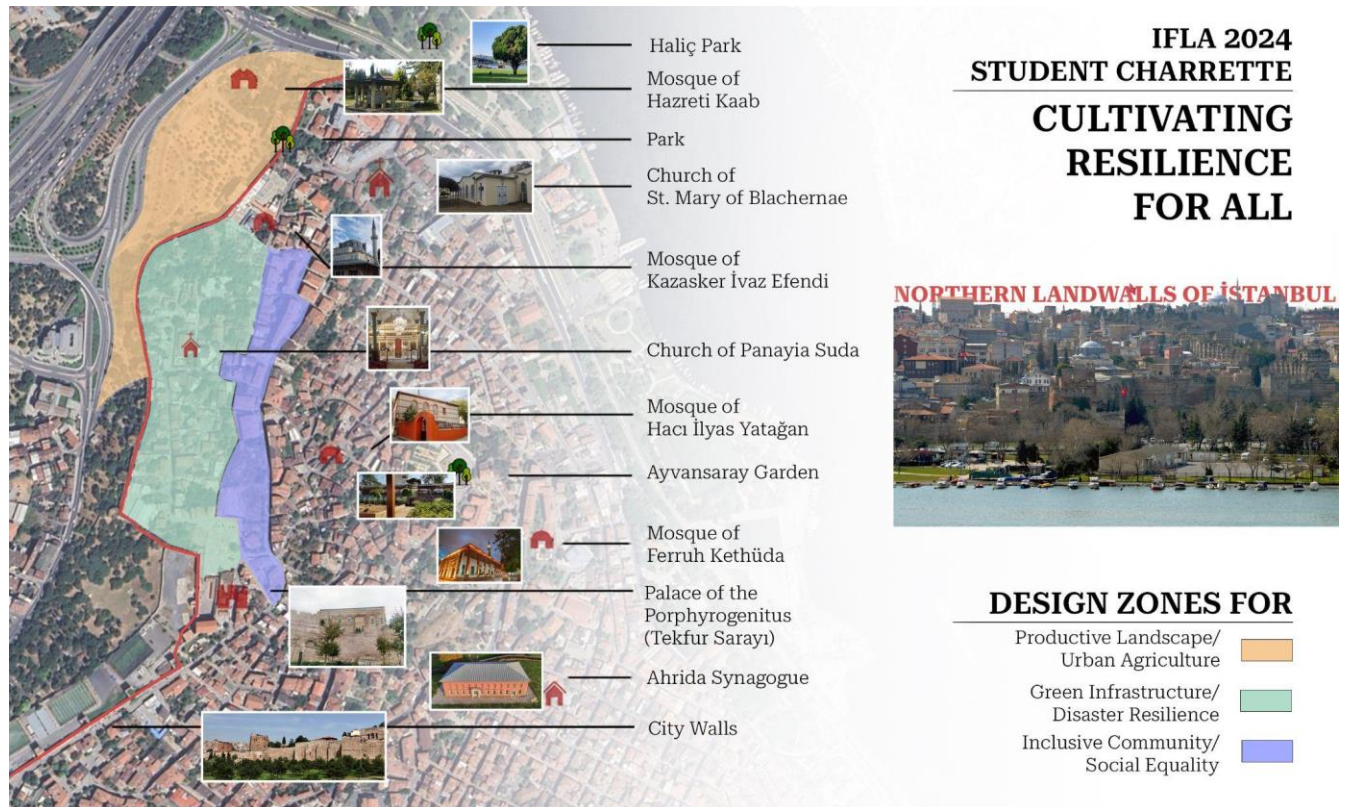 Haliç Park
Mosque of
Hazreti Kaab
Park
Church of
St. Mary of Blachernae
Mosque of
Kazasker İvaz Efendi
Church of Panayia Suda
Mosque of
Hacı İlyas Yatağan
Ayvansaray Garden
Mosque of
Ferruh Kethüda
Palace of the
Porphyrogenitus
(Tekfur Sarayı)
Ahrida Synagogue
City Walls
IFLA 2024
STUDENT CHARRETTE
CULTIVATING
RESILIENCE
FOR ALL
NORTHERN LANDWALLS OF İSTANBUL
DESIGN ZONES FOR
Productive Landscape/
Urban Agriculture
Green Infrastructure/
Disaster Resilience
Inclusive Community/
Social Equality